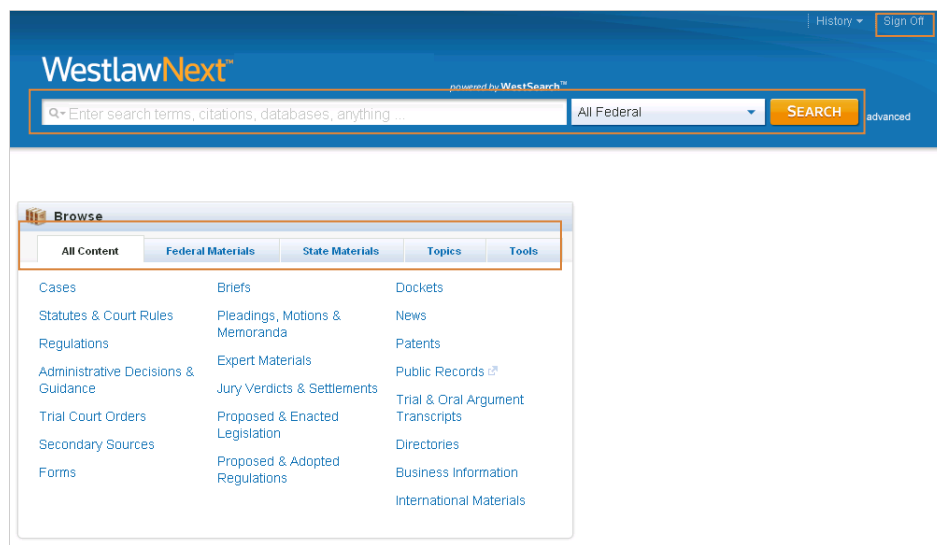 History Sign Off
WestlawNext™
powered by WestSearch™
Enter search terms, citations, databases, anything ... All Federal SEARCH advanced
Browse
All Content Federal Materials State Materials Topics Tools
Cases
Statutes & Court Rules
Regulations
Administrative Decisions &
Guidance
Trial Court Orders
Secondary Sources
Forms
Briefs
Pleadings, Motions &
Memoranda
Expert Materials
Jury Verdicts & Settlements
Proposed & Enacted
Legislation
Proposed & Adopted
Regulations
Dockets
News
Patents
Public Records
Trial & Oral Argument
Transcripts
Directories
Business Information
International Materials